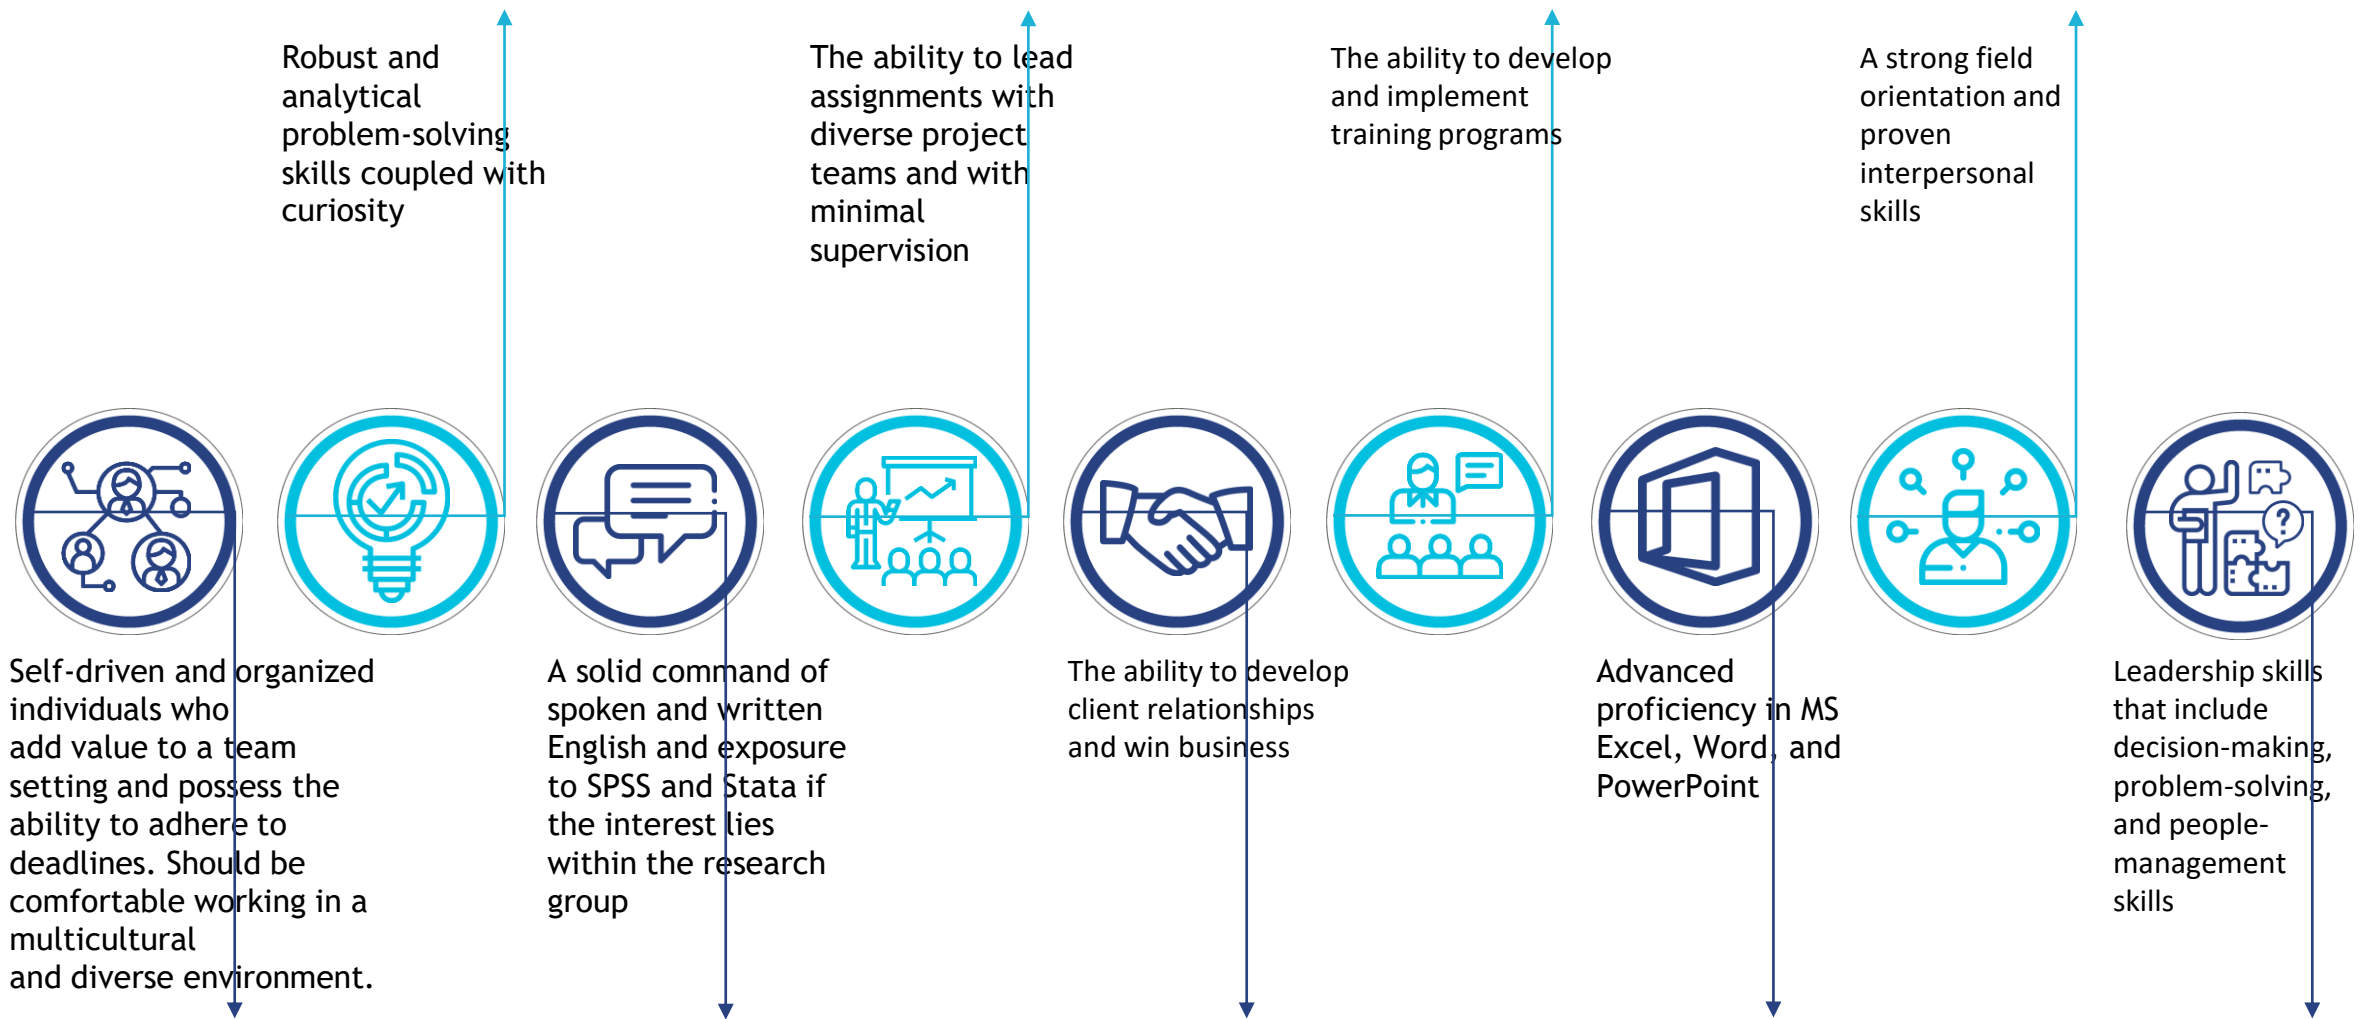 Robust and
analytical
problem-solving
skills coupled with
curiosity
The ability to lead
assignments with
diverse project
teams and with
minimal
supervision
The ability to develop
and implement
training programs
A strong field
orientation and
proven
interpersonal
skills
?
Self-driven and organized
individuals who
add value to a team
setting and possess the
ability to adhere to
deadlines. Should be
comfortable working in a
multicultural
and diverse environment.
A solid command of
spoken and written
English and exposure
to SPSS and Stata if
the interest lies
within the research
group
The ability to develop
client relationships
and win business
Advanced
proficiency in MS
Excel, Word, and
PowerPoint
Leadership skills
that include
decision-making,
problem-solving,
and people-
management
skills